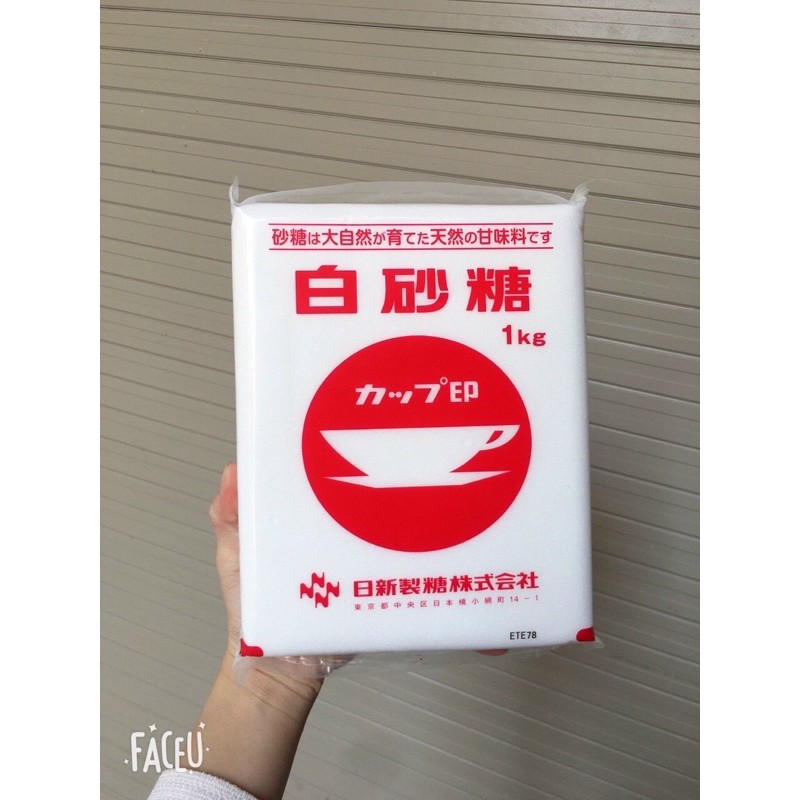 砂糖は大自然が育てた天然の甘味料です
白砂糖
1kg
カップ印
日新製糖株式会社
東京都中央区日本橋小網町14-1
ETE78
FACEU